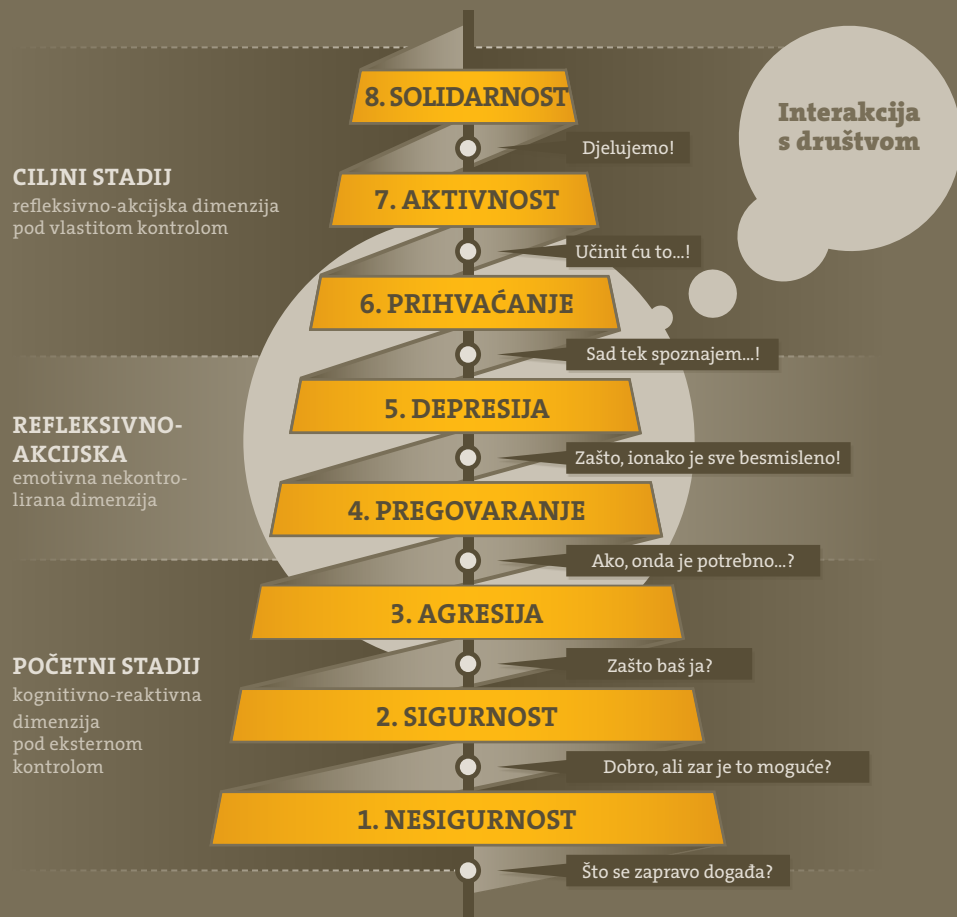 8. SOLIDARNOST
Interakcija
s društvom
Djelujemo!
CILJNI STADIJ
refleksivno-akcijska dimenzija
pod vlastitom kontrolom
7. AKTIVNOST
Učinit ću to...!
6. PRIHVAĆANJE
Sad tek spoznajem...!
5. DEPRESIJA
REFLEKSIVNO-
AKCIJSKA
emotivna nekontro-
lirana dimenzija
Zašto, ionako je sve besmisleno!
4. PREGOVARANJE
Ako, onda je potrebno...?
3. AGRESIJA
Zašto baš ja?
POČETNI STADIJ
kognitivno-reaktivna
dimenzija
pod eksternom
kontrolom
2. SIGURNOST
Dobro, ali zar je to moguće?
1. NESIGURNOST
Što se zapravo događa?